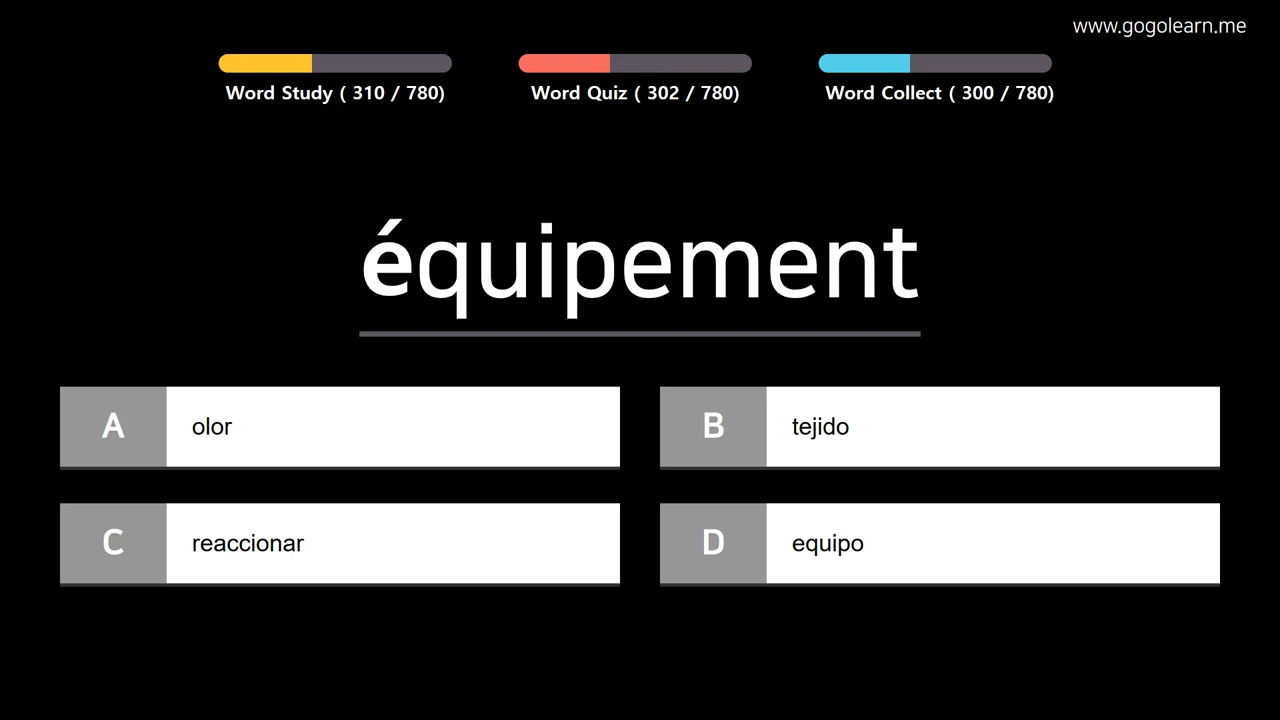 www.gogolearn.me
Word Study ( 310 / 780)
Word Quiz ( 302 / 780)
Word Collect ( 300 / 780)
équipement
A olor
B tejido
C reaccionar
D equipo